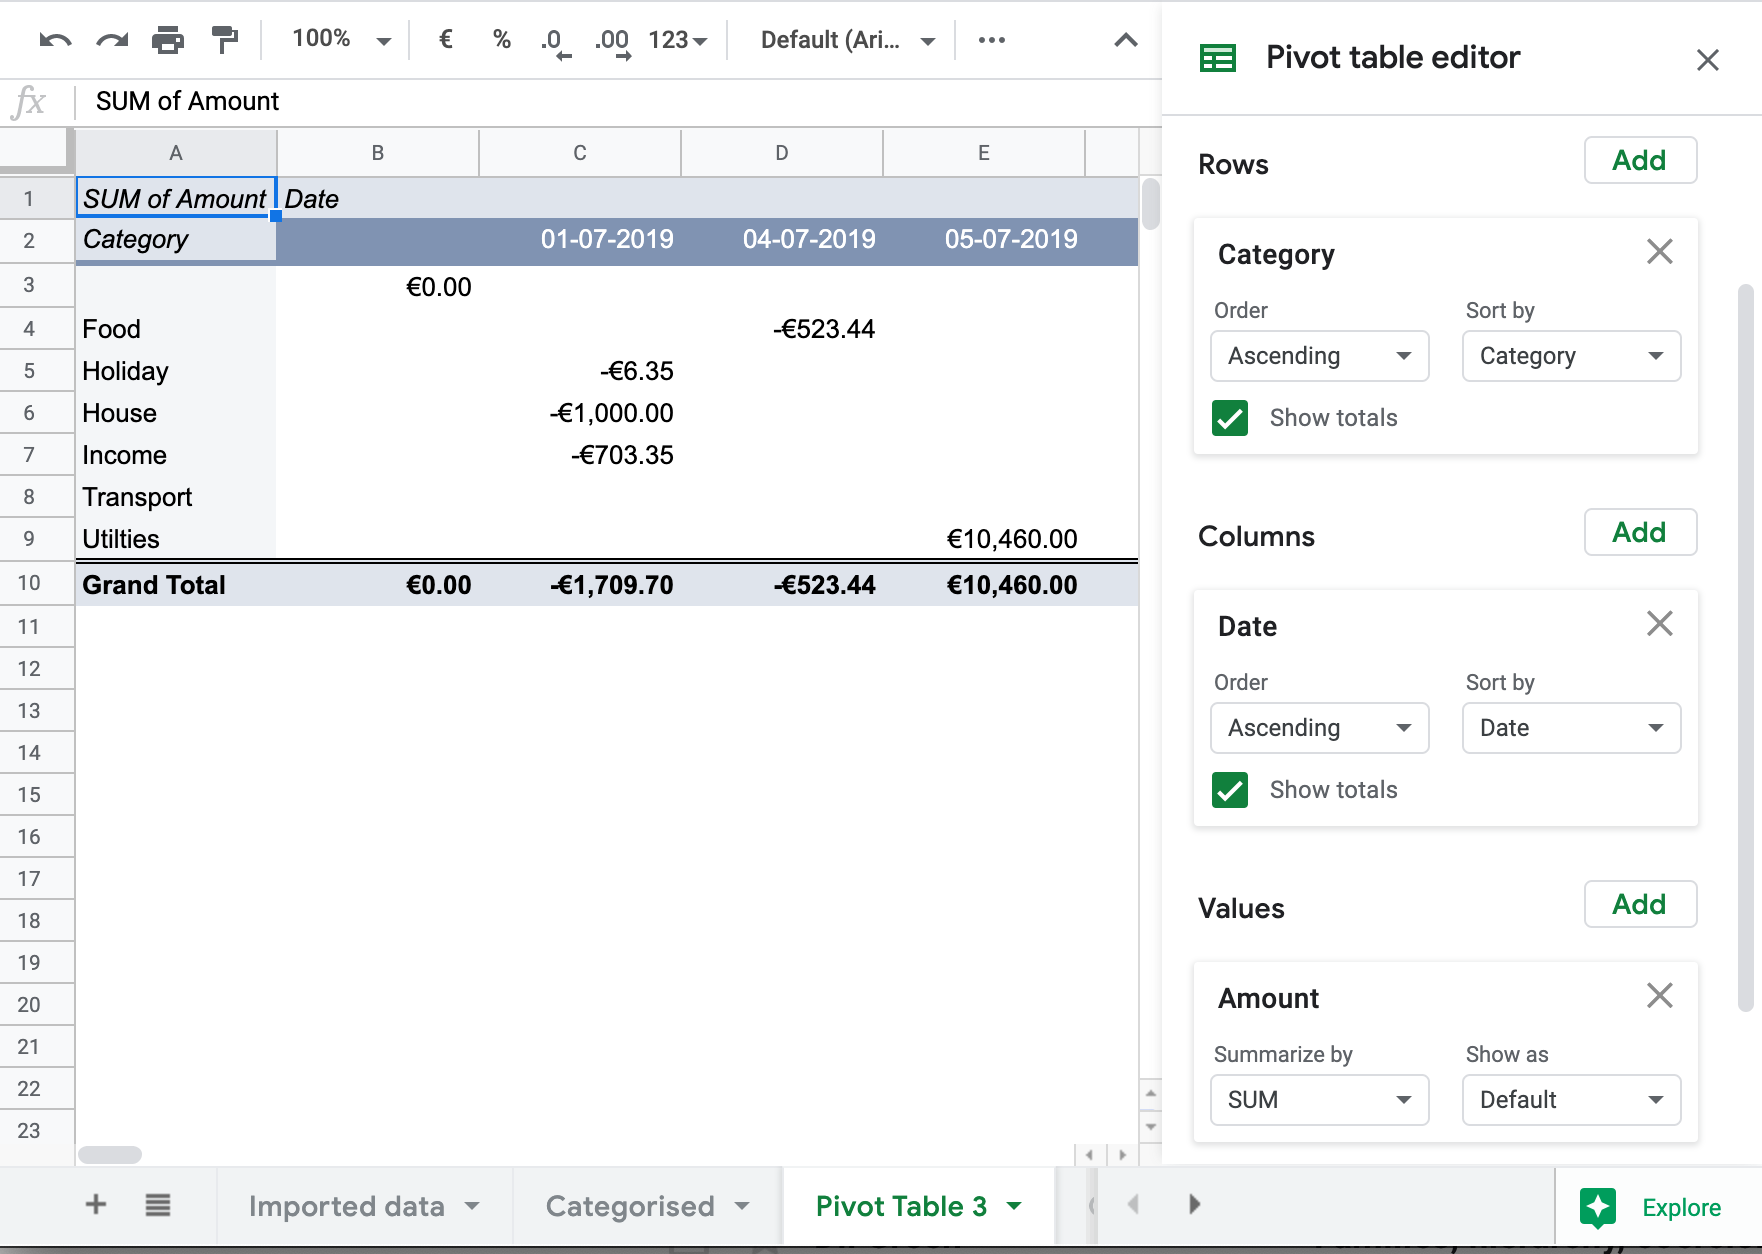 100% € % .0 .00 123 Default (Ari... ...
fx SUM of Amount
Pivot table editor
A B C D E
1 SUM of Amount Date
2 Category 01-07-2019 04-07-2019 05-07-2019
3 €0.00
4 Food -€523.44
5 Holiday -€6.35
6 House -€1,000.00
7 Income -€703.35
8 Transport
9 Utilties €10,460.00
10 Grand Total €0.00 -€1,709.70 -€523.44 €10,460.00
11
12
13
14
15
16
17
18
19
20
21
22
23
Rows Add
Category
Order Sort by
Ascending Category
Show totals
Columns Add
Date
Order Sort by
Ascending Date
Show totals
Values Add
Amount
Summarize by Show as
SUM Default
+ Imported data Categorised Pivot Table 3 Explore